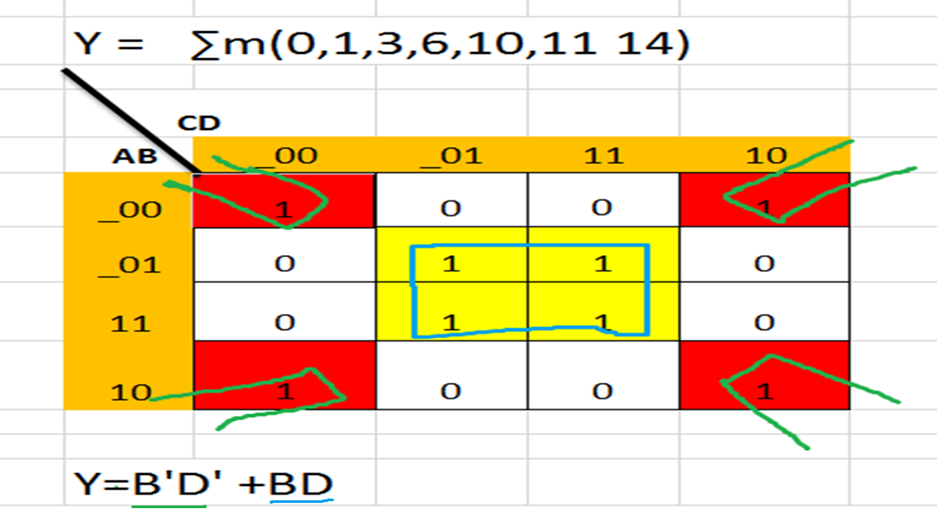 Y = ∑m(0,1,3,6,10,11 14)
CD
AB _00 _01 11 10
_00 1 0 0 1
_01 0 1 1 0
11 0 1 1 0
10 1 0 0 1
Y=B'D' +BD